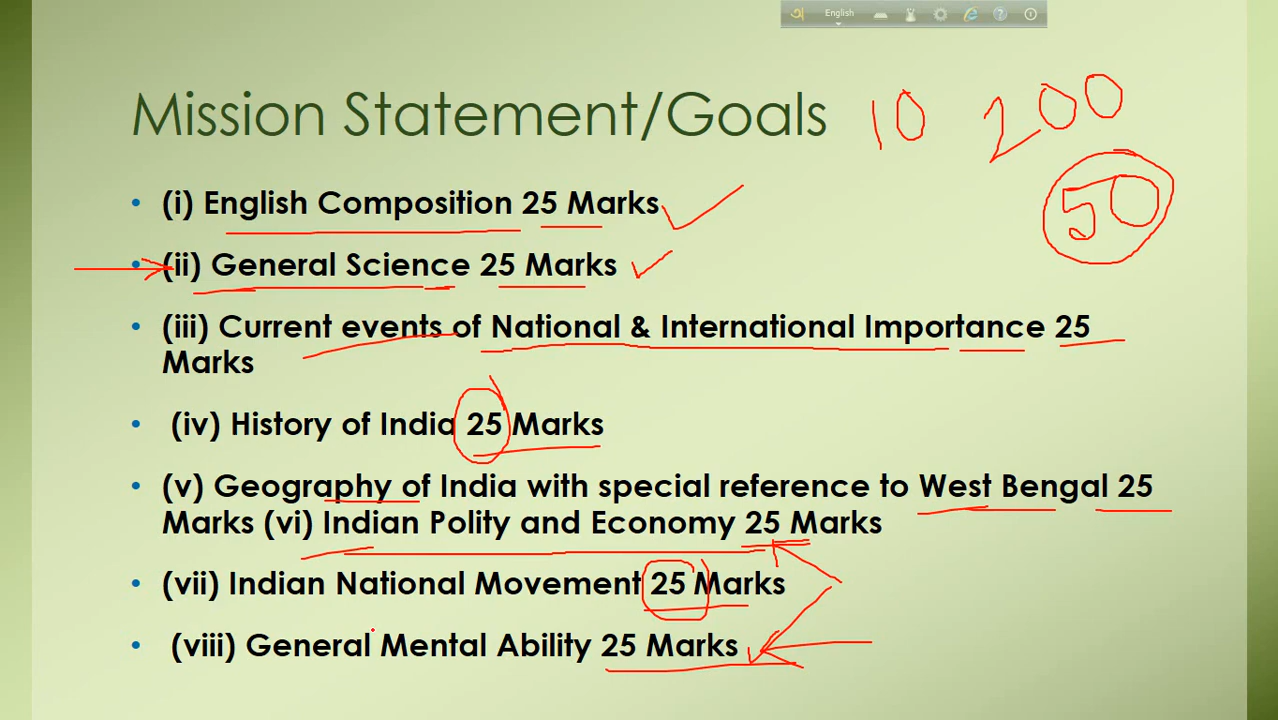 অ English
Mission Statement/Goals 10 200
50
• (i) English Composition 25 Marks
• (ii) General Science 25 Marks
• (iii) Current events of National & International Importance 25
Marks
• (iv) History of India 25 Marks
• (v) Geography of India with special reference to West Bengal 25
Marks (vi) Indian Polity and Economy 25 Marks
• (vii) Indian National Movement 25 Marks
• (viii) General Mental Ability 25 Marks